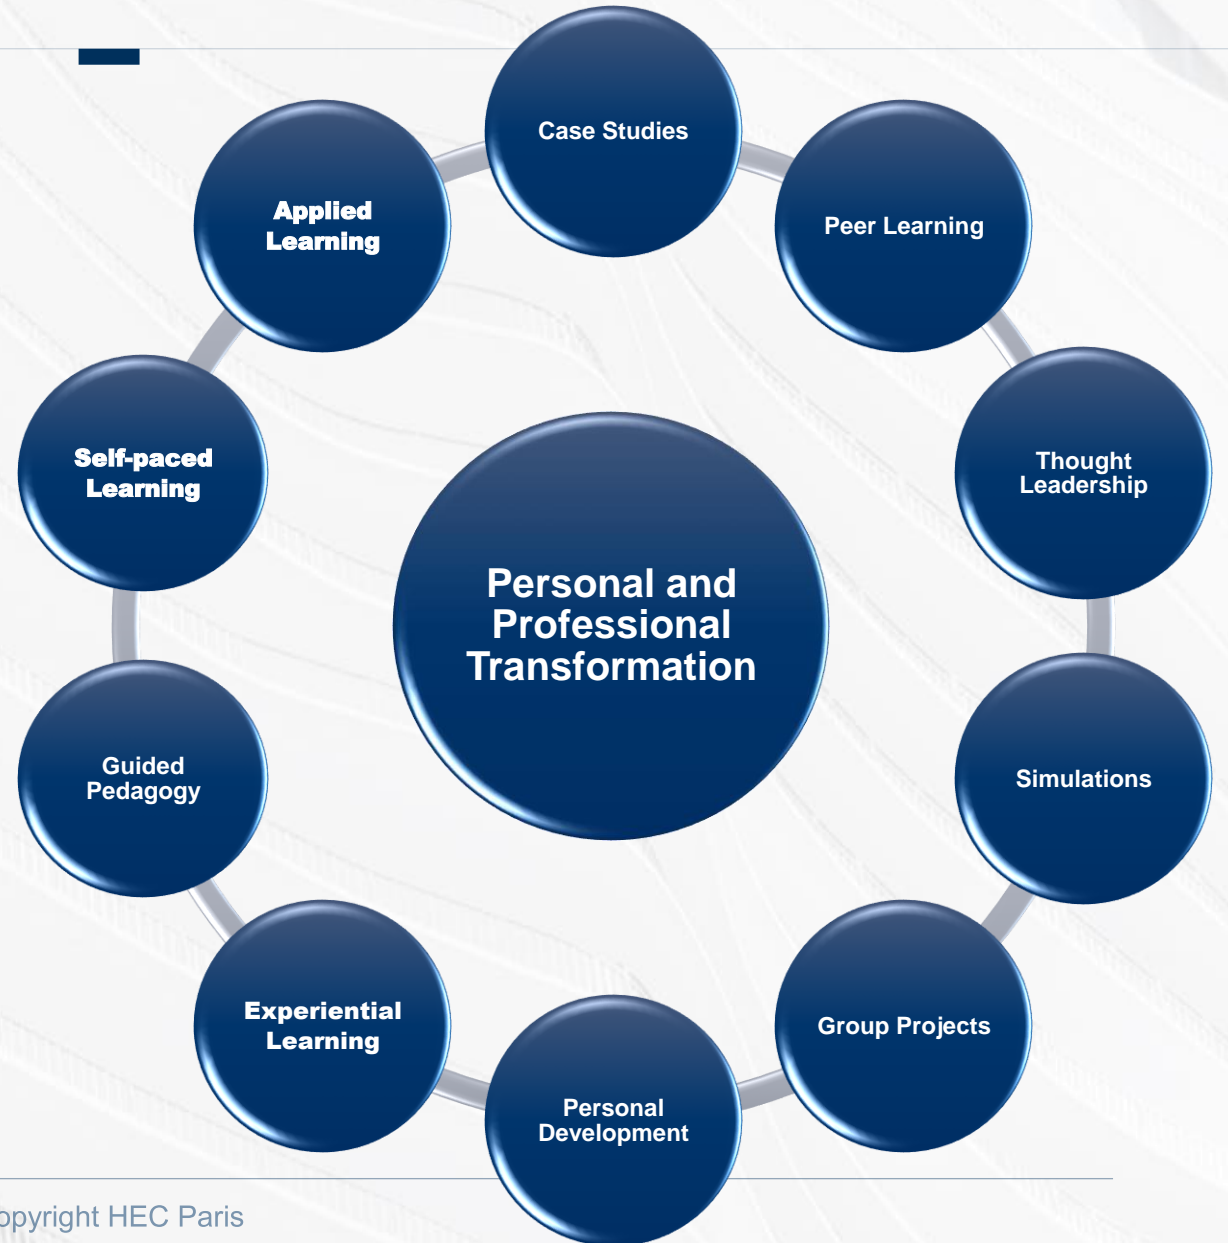 Case Studies
Peer Learning
Thought
Leadership
Simulations
Group Projects
Personal
Development
Experiential
Learning
Guided
Pedagogy
Self-paced
Learning
Applied
Learning
Personal and
Professional
Transformation
opyright HEC Paris